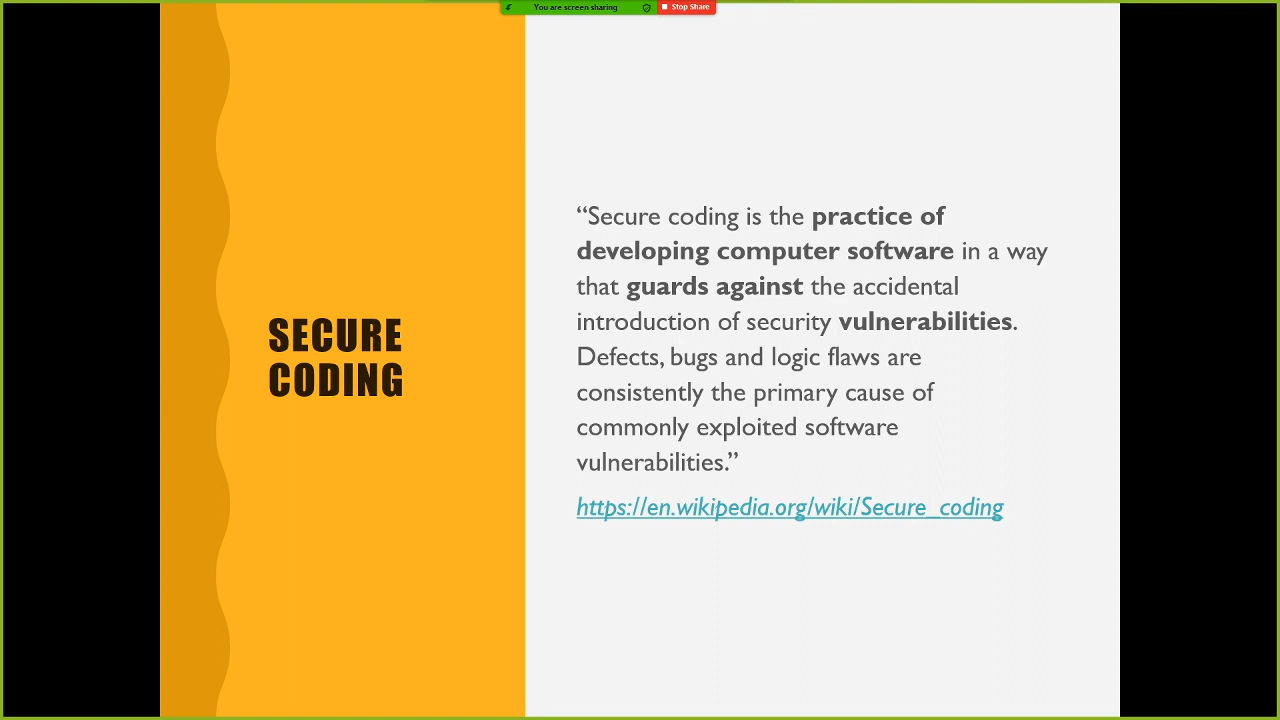 You are screen sharing
Stop Share
SECURE
CODING
“Secure coding is the practice of
developing computer software in a way
that guards against the accidental
introduction of security vulnerabilities.
Defects, bugs and logic flaws are
consistently the primary cause of
commonly exploited software
vulnerabilities.”
https://en.wikipedia.org/wiki/Secure_coding